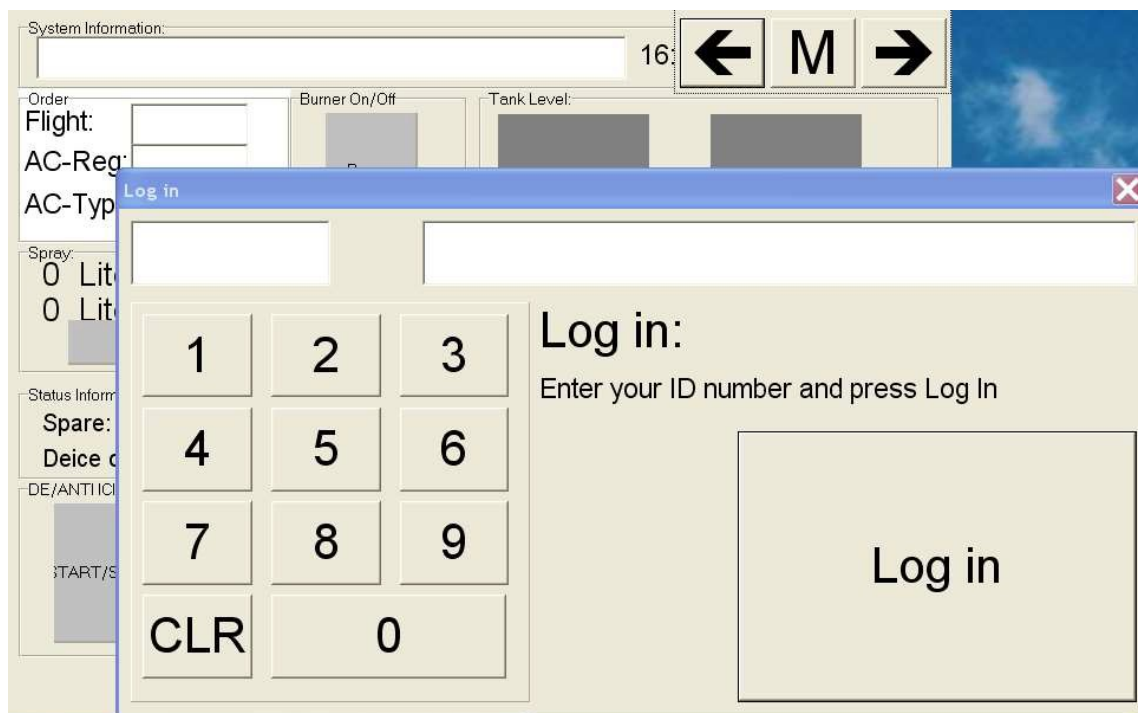 System Information:
16:
M
Order
Flight:
AC-Reg:
AC-Typ
Burner On/Off
Tank Level:
Spray:
0 Lit
0 Lit
Status Inform
Spare:
Deice
DE/ANTI ICI
START/S
Log in
1 2 3
4 5 6
7 8 9
CLR 0
Log in:
Enter your ID number and press Log In
Log in